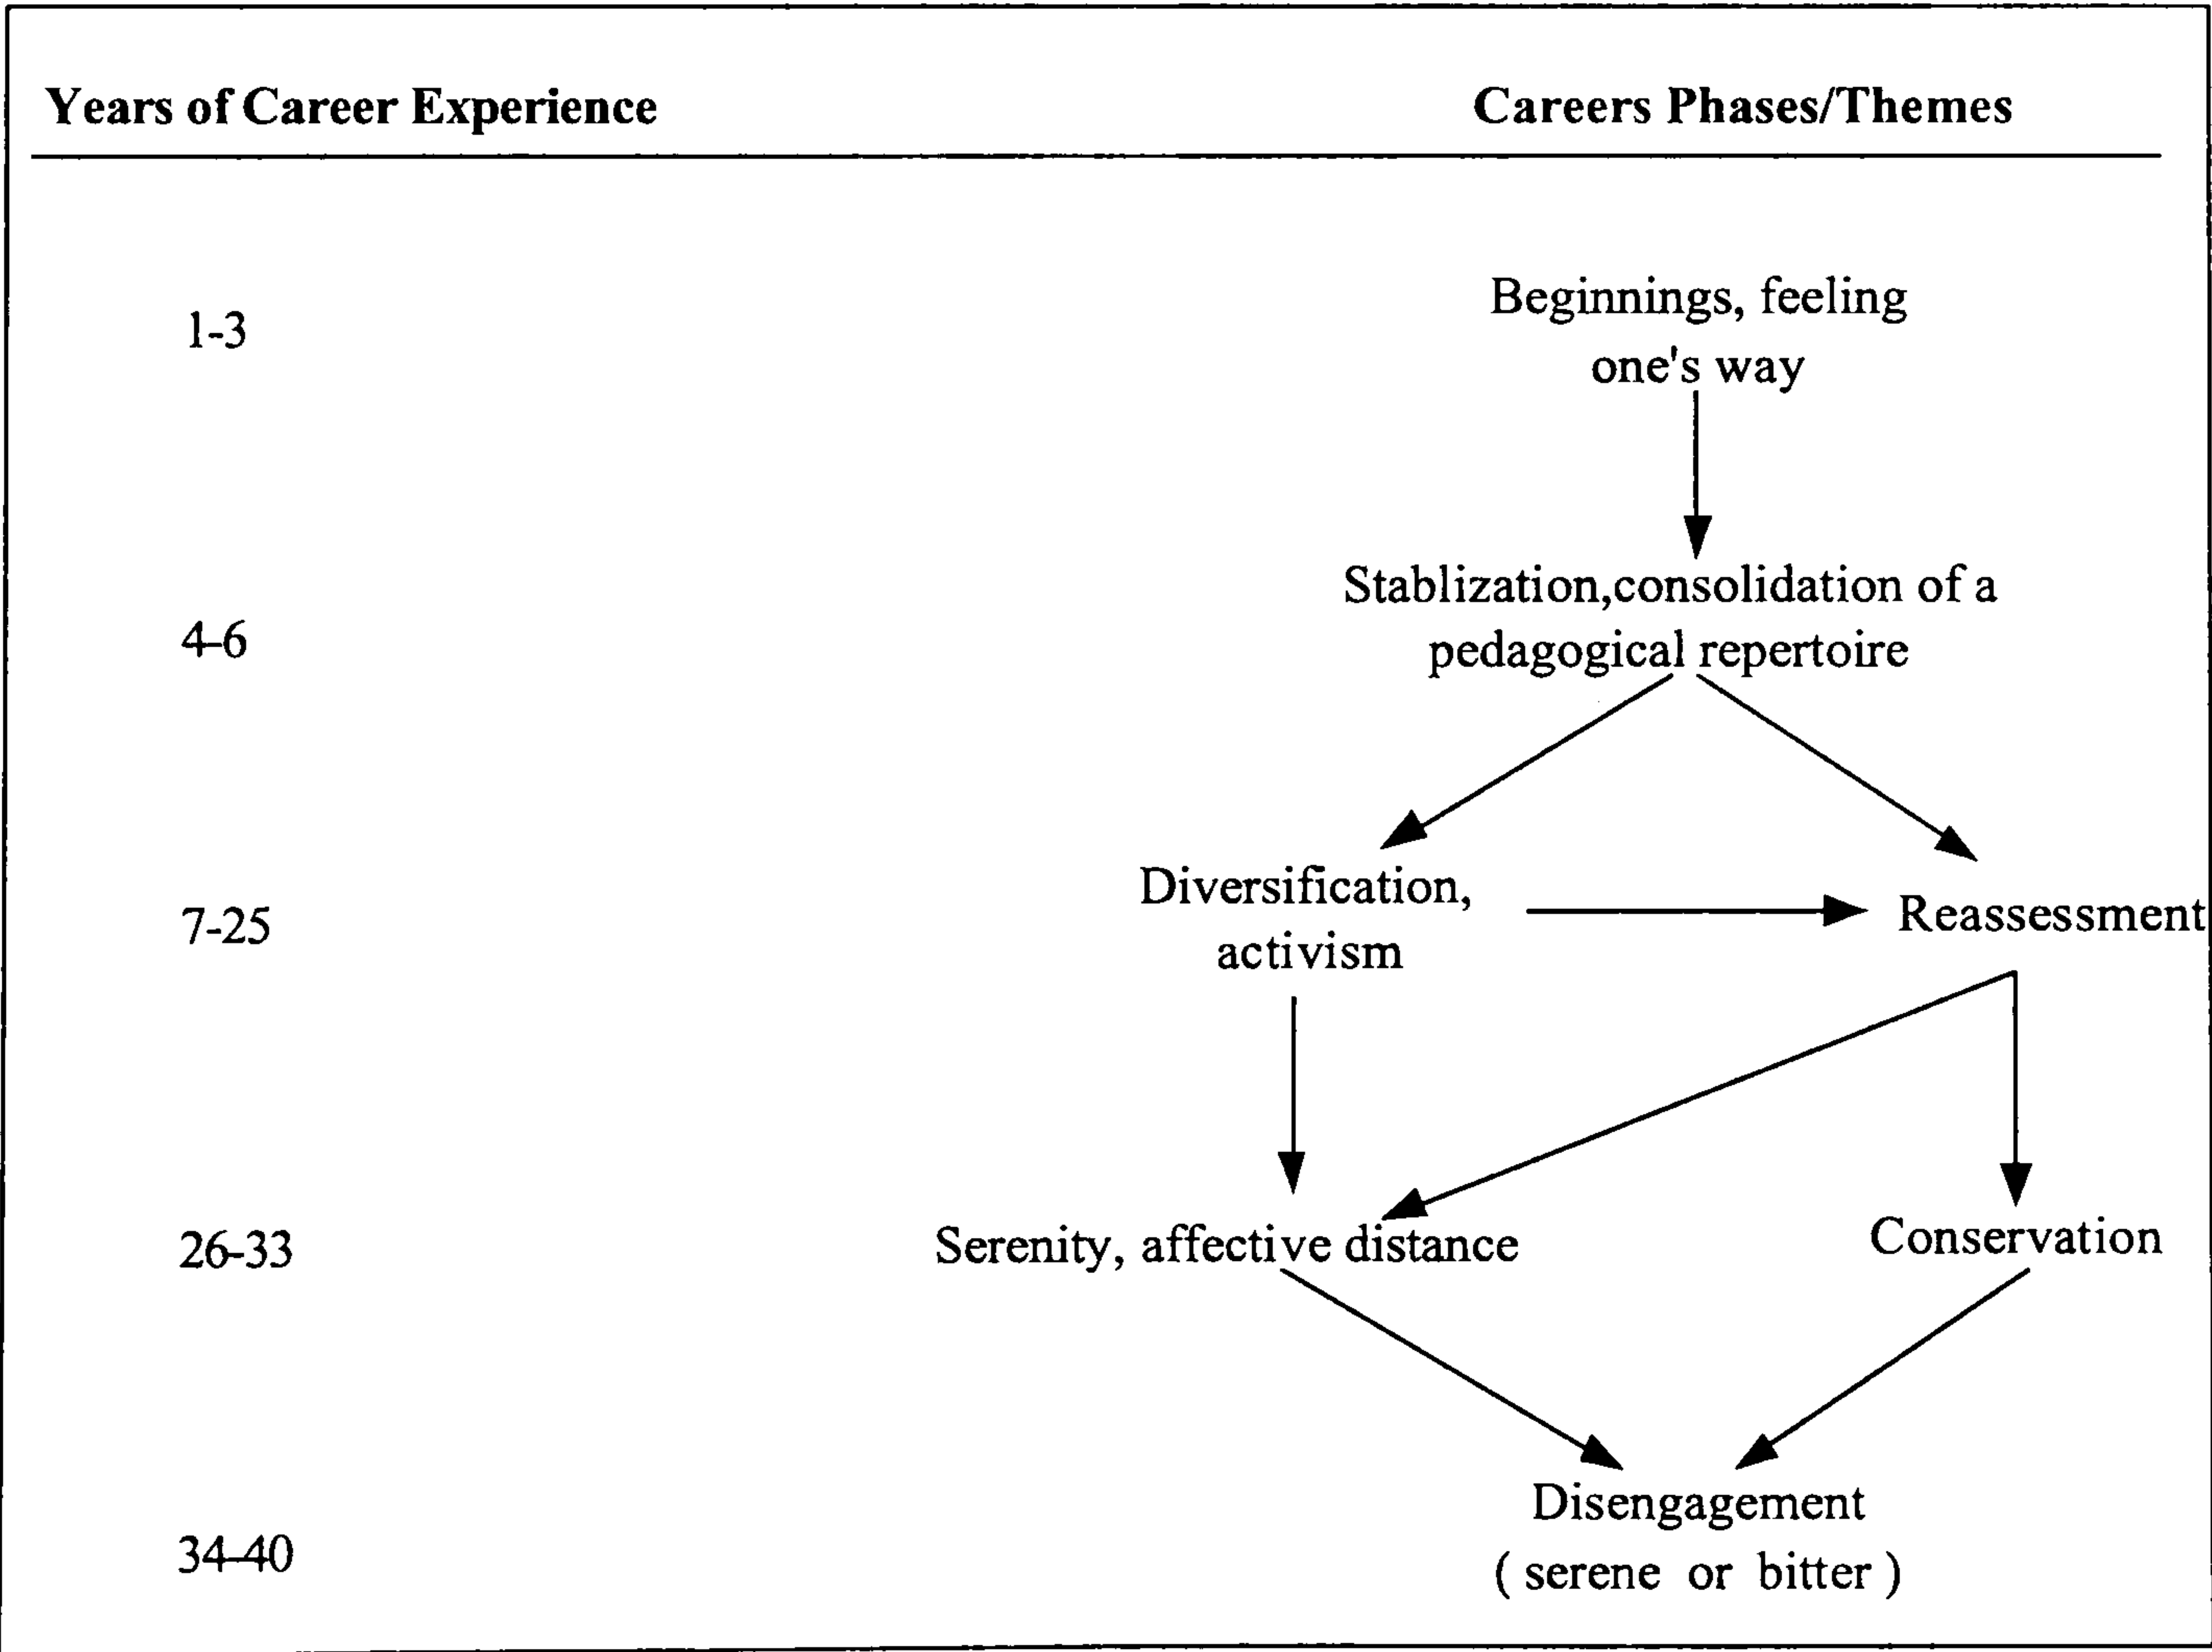 Years of Career Experience Careers Phases/Themes
1-3
Beginnings, feeling
one's way
4-6
Stablization,consolidation of a
pedagogical repertoire
7-25
Diversification,
activism
Reassessment
26-33
Serenity, affective distance
Conservation
34-40
Disengagement
( serene or bitter )